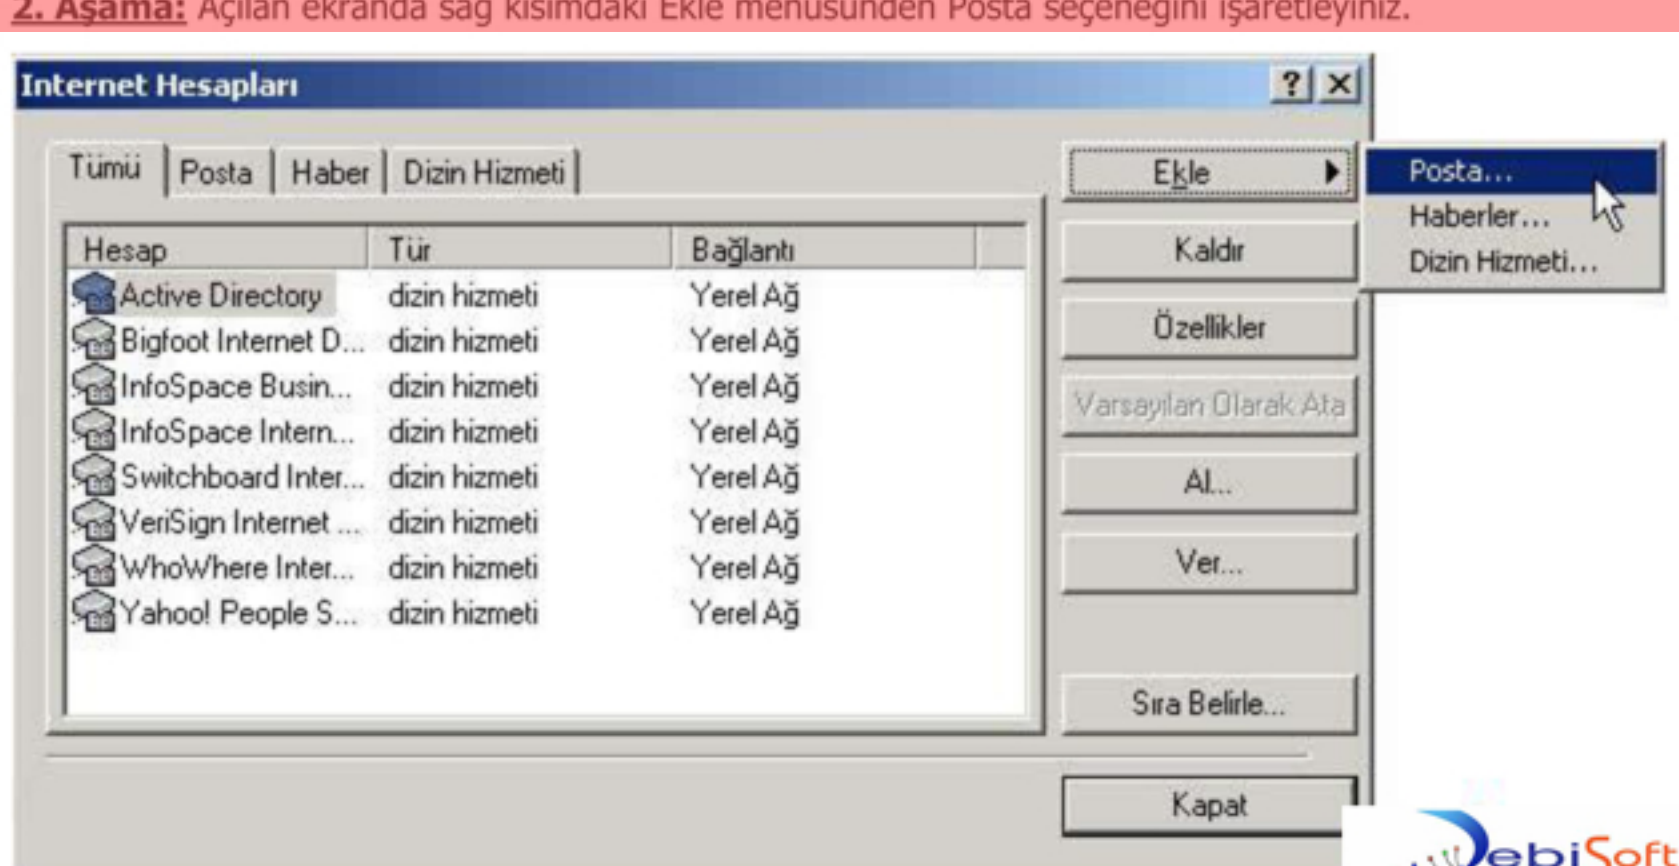 2. Aşama: Açılan ekranda sağ kısımdaki Ekle menüsünden Posta seçeneğini işaretleyiniz.
Internet Hesapları
Tümü Posta Haber Dizin Hizmeti
Hesap Tür Bağlantı
Active Directory dizin hizmeti Yerel Ağ
Bigfoot Internet D... dizin hizmeti Yerel Ağ
InfoSpace Busin... dizin hizmeti Yerel Ağ
InfoSpace Intern... dizin hizmeti Yerel Ağ
Switchboard Inter... dizin hizmeti Yerel Ağ
VeriSign Internet ... dizin hizmeti Yerel Ağ
WhoWhere Inter... dizin hizmeti Yerel Ağ
Yahoo! People S... dizin hizmeti Yerel Ağ
Ekle
Kaldır
Özellikler
Varsayılan Olarak Ata
Al...
Ver...
Sıra Belirle...
Kapat
Posta...
Haberler...
Dizin Hizmeti...
DebiSoft